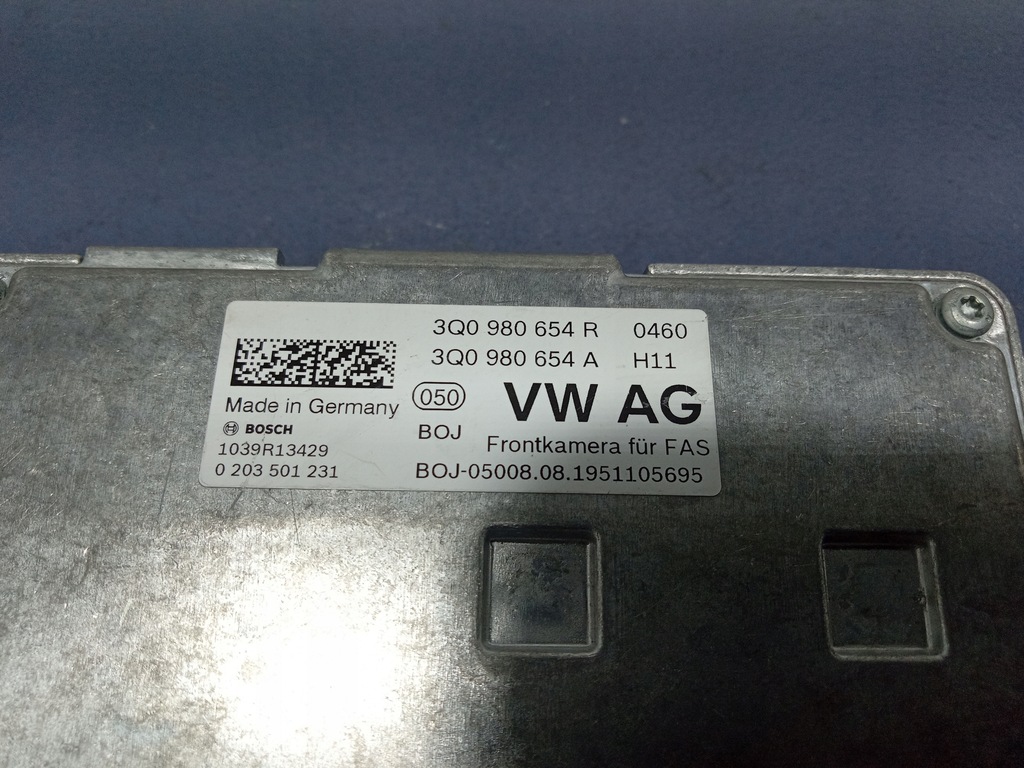 3Q0 980 654 R 0460
3Q0 980 654 A H11
050 VW AG
Made in Germany
BOSCH BOJ Frontkamera für FAS
1039R13429
0 203 501 231 BOJ-05008.08.1951105695